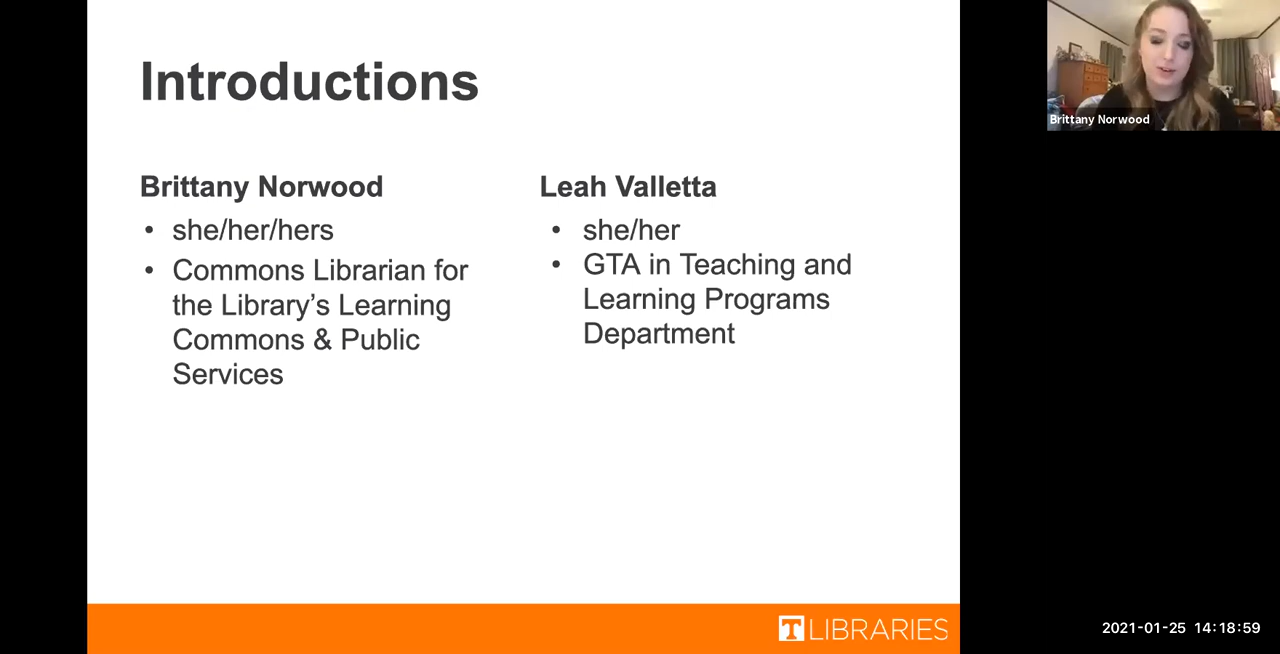 Introductions
Brittany Norwood
• she/her/hers
• Commons Librarian for
the Library’s Learning
Commons & Public
Services
Leah Valletta
• she/her
• GTA in Teaching and
Learning Programs
Department
T LIBRARIES
Brittany Norwood
2021-01-25 14:18:59